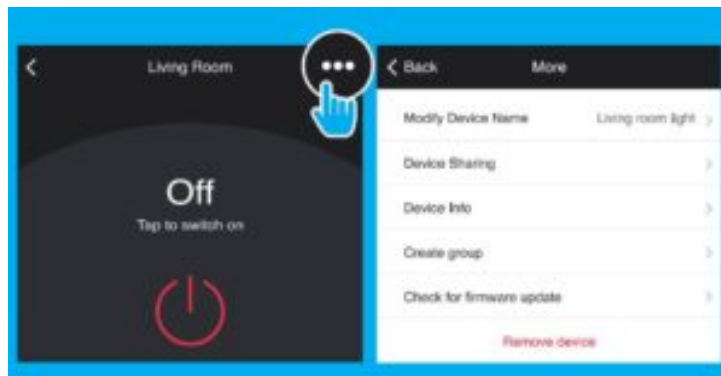 Living Room
Off
Tap to switch on
Back More
Modify Device Name Living room light
Device Sharing
Device Info
Create group
Check for firmware update
Remove device